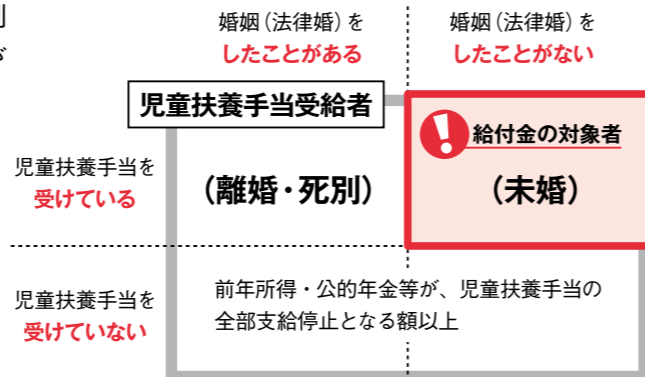 婚姻（法律婚）を
したことがある
婚姻（法律婚）を
したことがない
児童扶養手当受給者
給付金の対象者
児童扶養手当を
受けている
（離婚・死別）
（未婚）
児童扶養手当を
受けていない
前年所得・公的年金等が、児童扶養手当の
全部支給停止となる額以上